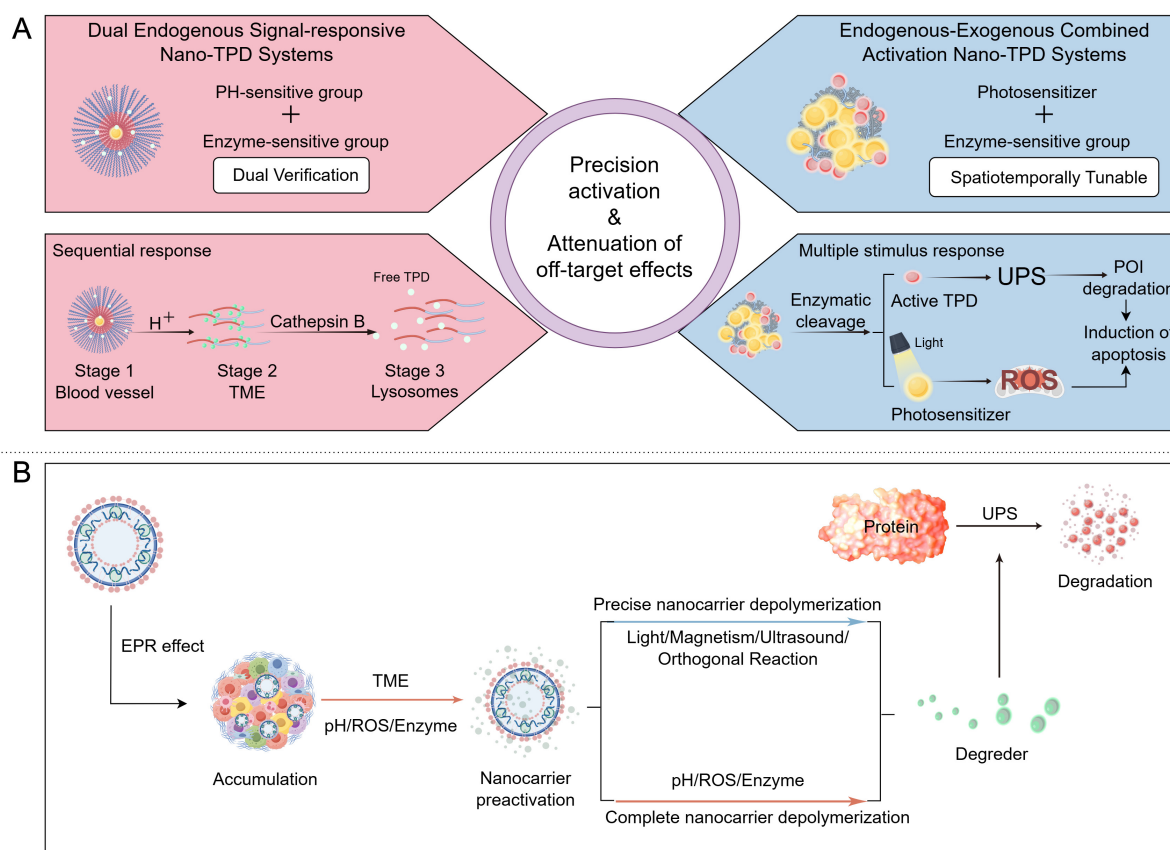 A
Dual Endogenous Signal-responsive
Nano-TPD Systems
PH-sensitive group
+
Enzyme-sensitive group
Dual Verification
Endogenous-Exogenous Combined
Activation Nano-TPD Systems
Photosensitizer
+
Enzyme-sensitive group
Spatiotemporally Tunable
Precision
activation
&
Attenuation of
off-target effects
Sequential response
Free TPD
H+
Cathepsin B
Stage 1
Blood vessel
Stage 2
TME
Stage 3
Lysosomes
Multiple stimulus response
Enzymatic
cleavage
Active TPD
UPS
POI
degradation
Induction of
apoptosis
Light
ROS
Photosensitizer
B
EPR effect
Accumulation
TME
pH/ROS/Enzyme
Nanocarrier
preactivation
Precise nanocarrier depolymerization
Light/Magnetism/Ultrasound/
Orthogonal Reaction
pH/ROS/Enzyme
Complete nanocarrier depolymerization
Protein
UPS
Degradation
Degreder